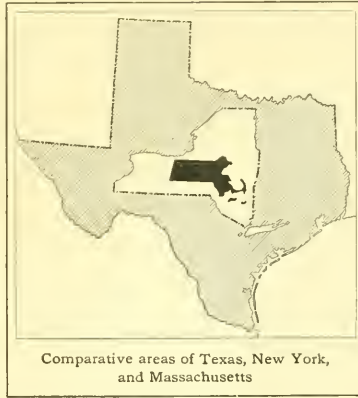 Comparative areas of Texas, New York,
and Massachusetts